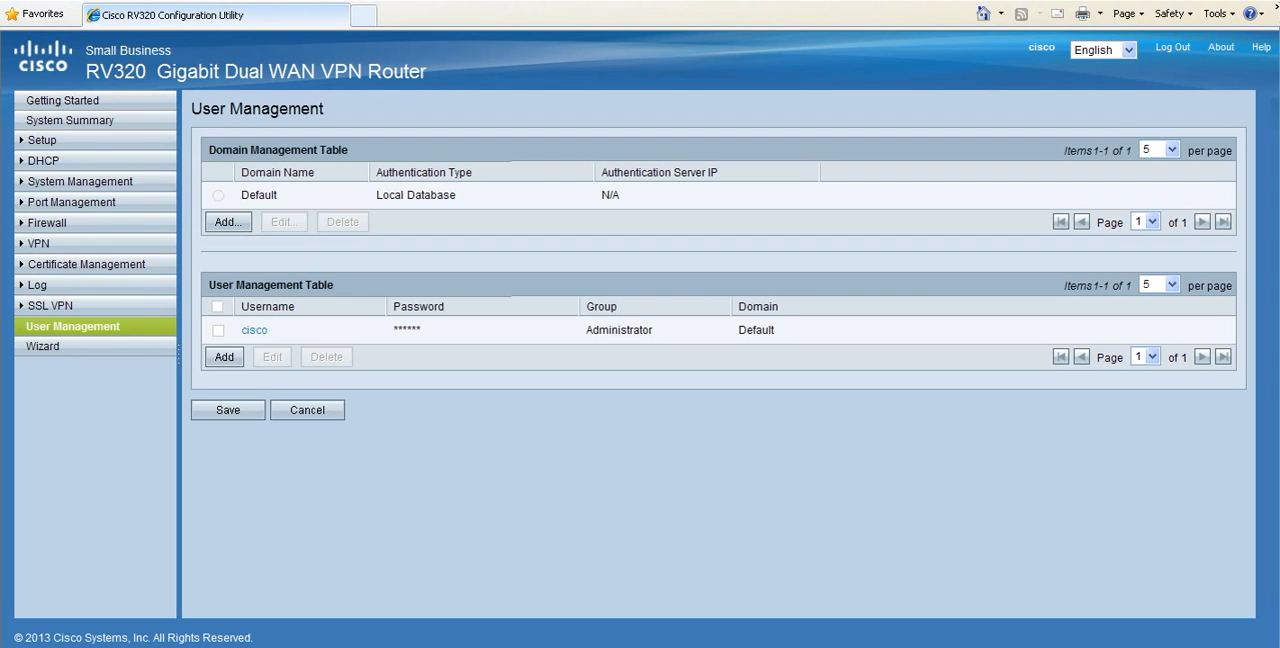 Favorites
Cisco RV320 Configuration Utility
Page
Safety
Tools
cisco
Small Business
RV320 Gigabit Dual WAN VPN Router
cisco
English
Log Out
About
Help
Getting Started
System Summary
Setup
DHCP
System Management
Port Management
Firewall
VPN
Certificate Management
Log
SSL VPN
User Management
Wizard
User Management
Domain Management Table
Items 1-1 of 1 5 per page
Domain Name Authentication Type Authentication Server IP
Default Local Database N/A
Add... Edit... Delete
Page 1 of 1
User Management Table
Items 1-1 of 1 5 per page
Username Password Group Domain
cisco ****** Administrator Default
Add Edit Delete
Page 1 of 1
Save Cancel
© 2013 Cisco Systems, Inc. All Rights Reserved.